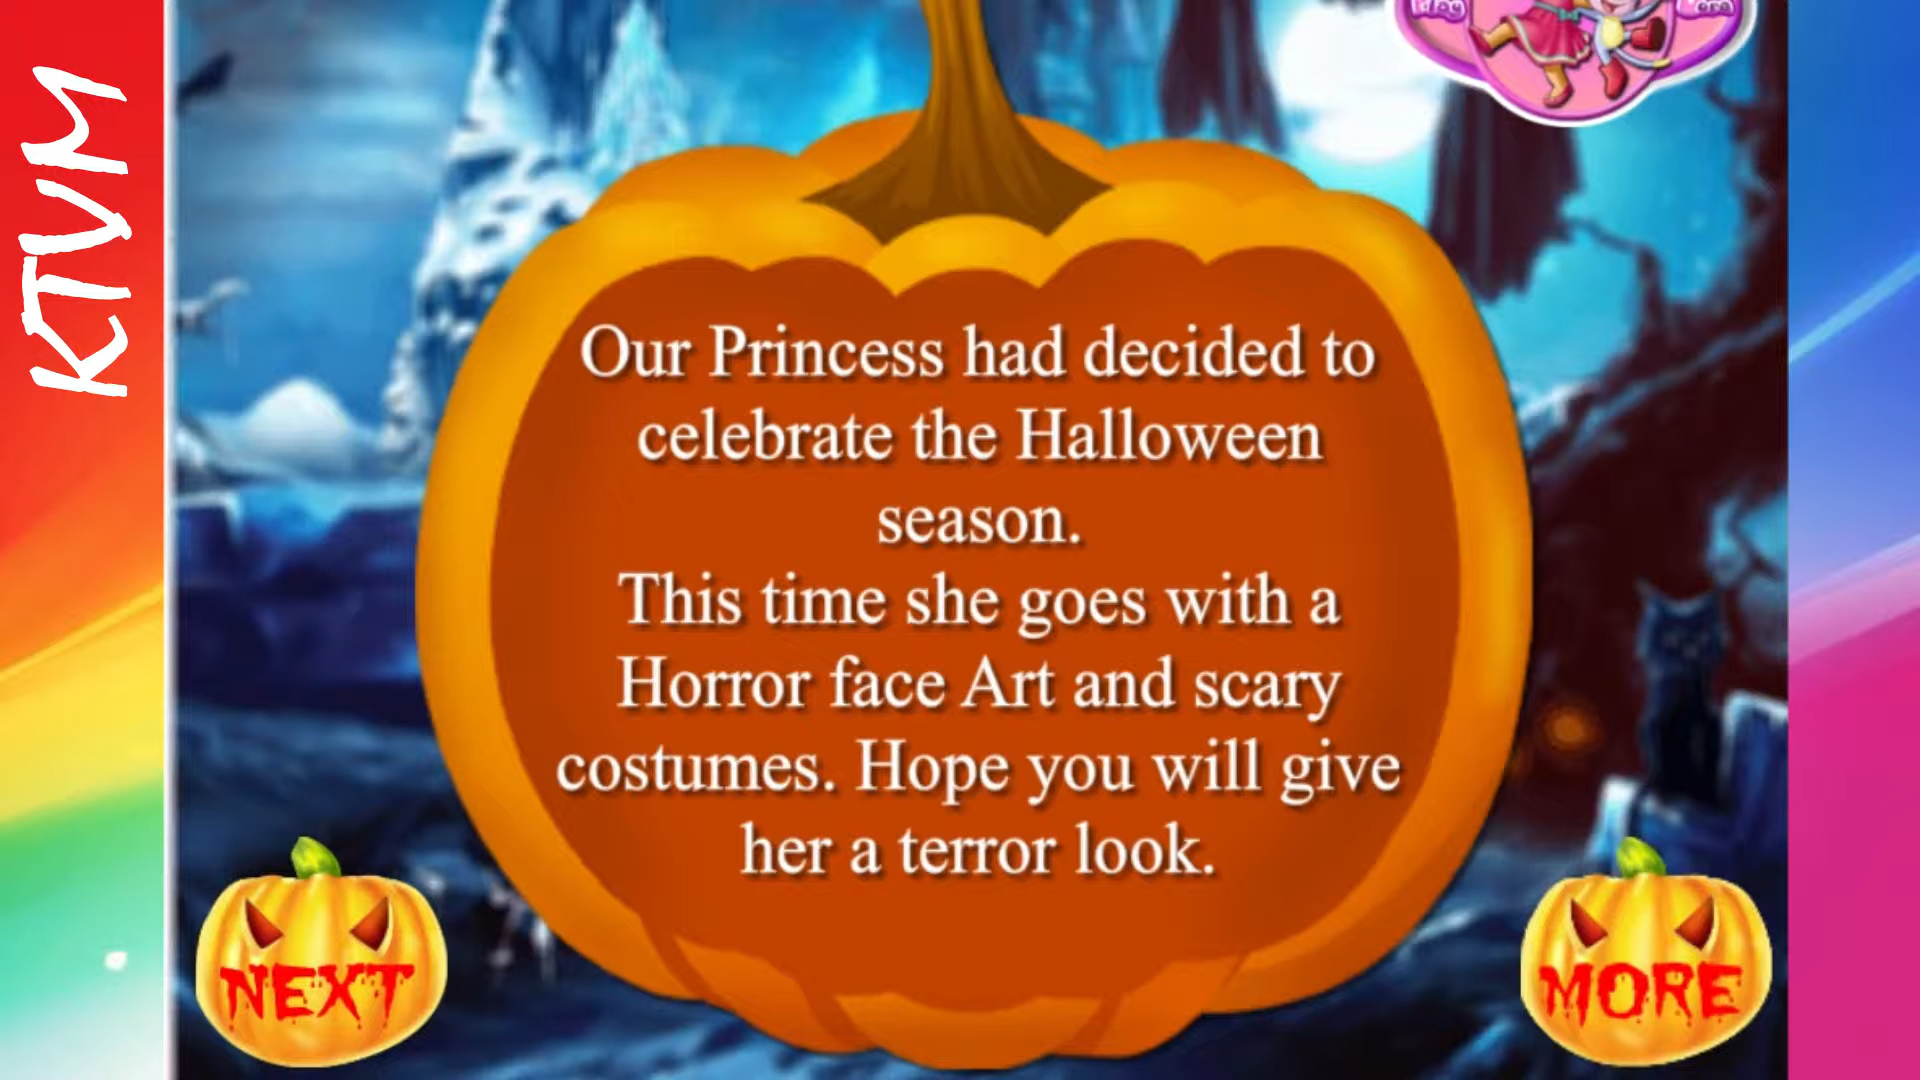 KTVM
Our Princess had decided to
celebrate the Halloween
season.
This time she goes with a
Horror face Art and scary
costumes. Hope you will give
her a terror look.
NEXT
MORE